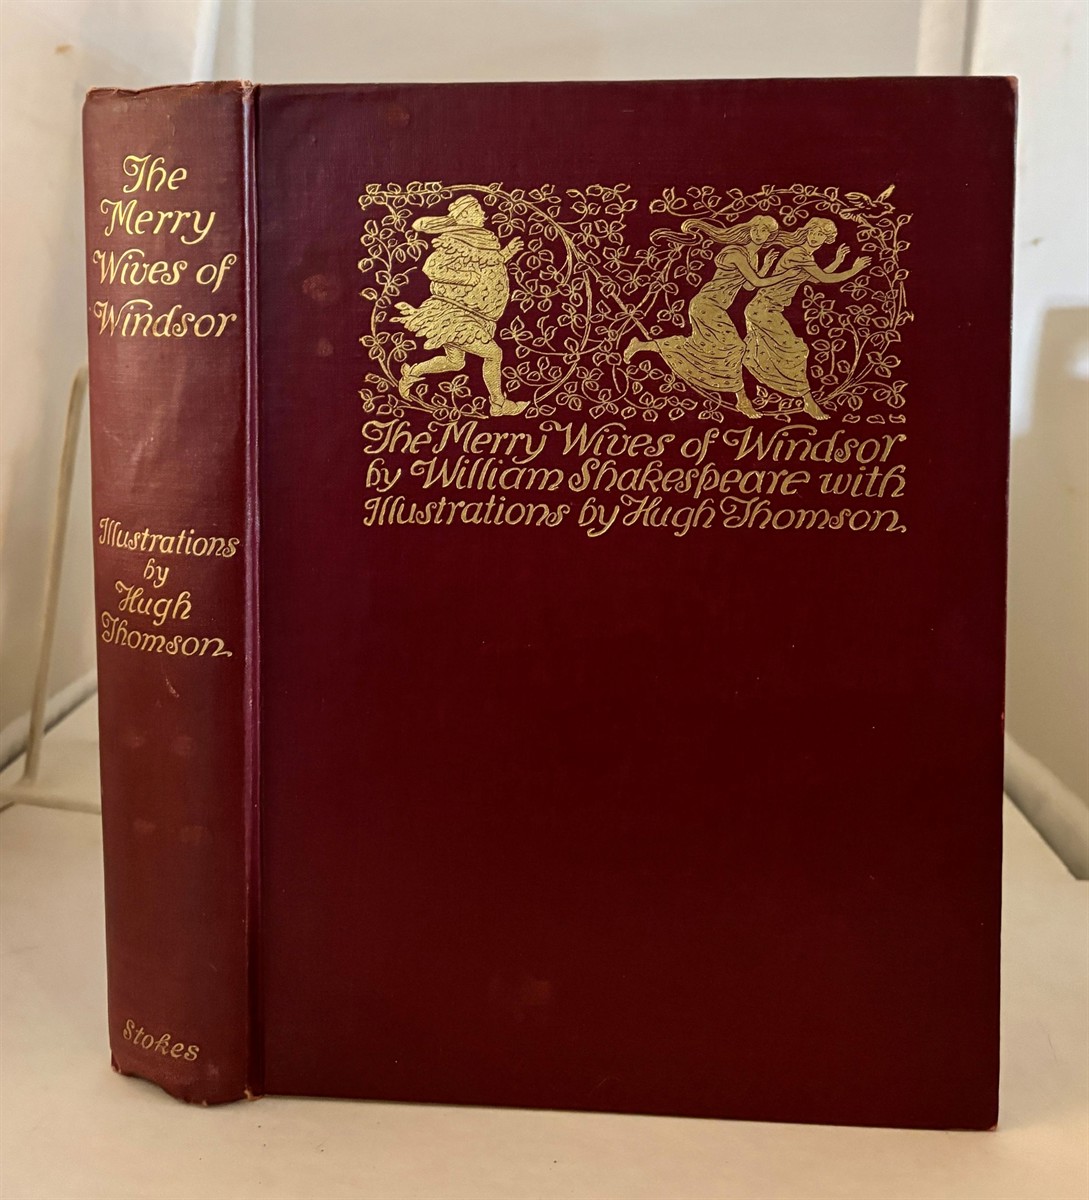 The
Merry
Wives of
Windsor
Illustrations
by
Hugh
Thomson.
Stokes
The Merry Wives of Windsor
by William Shakespeare with
Illustrations by Hugh Thomson.